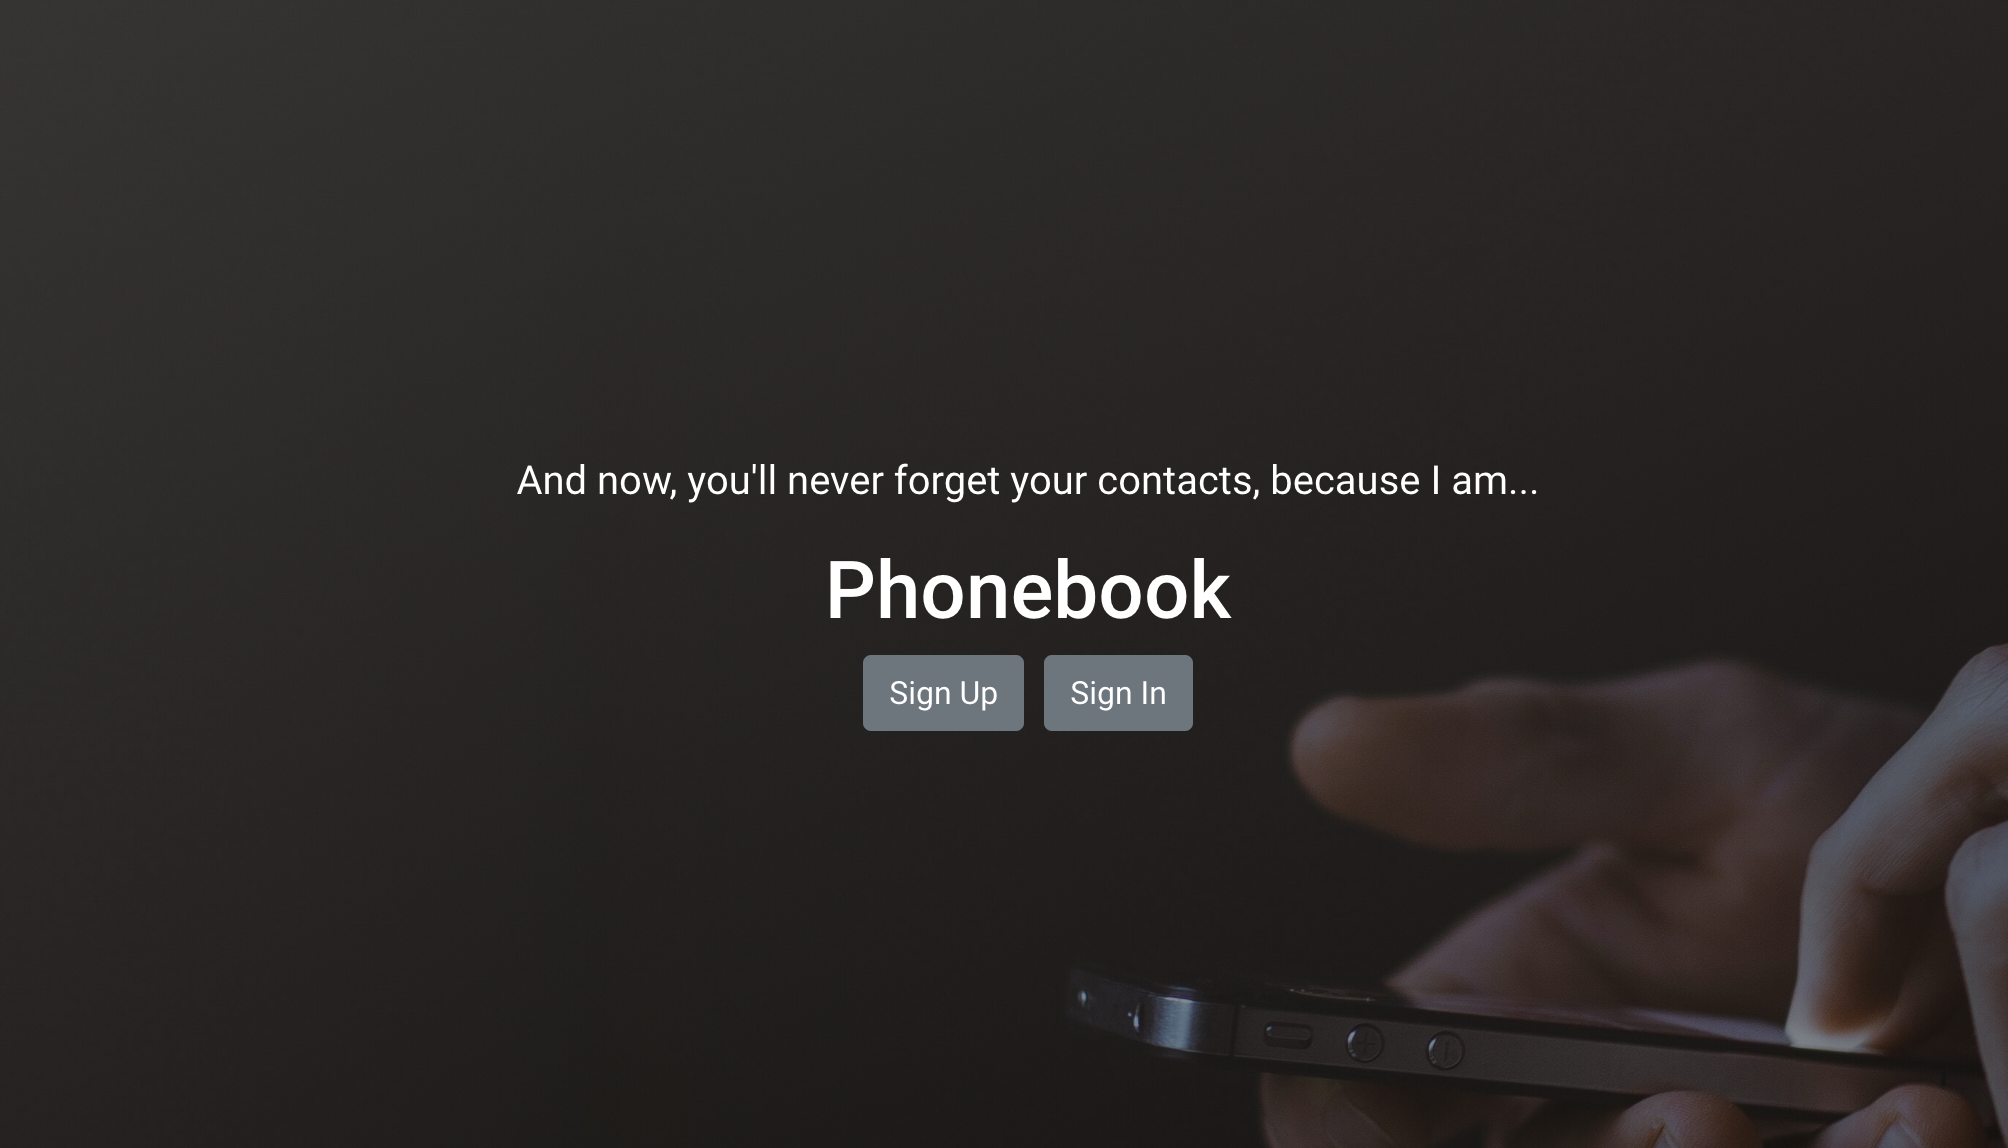 And now, you'll never forget your contacts, because I am...
Phonebook
Sign Up
Sign In